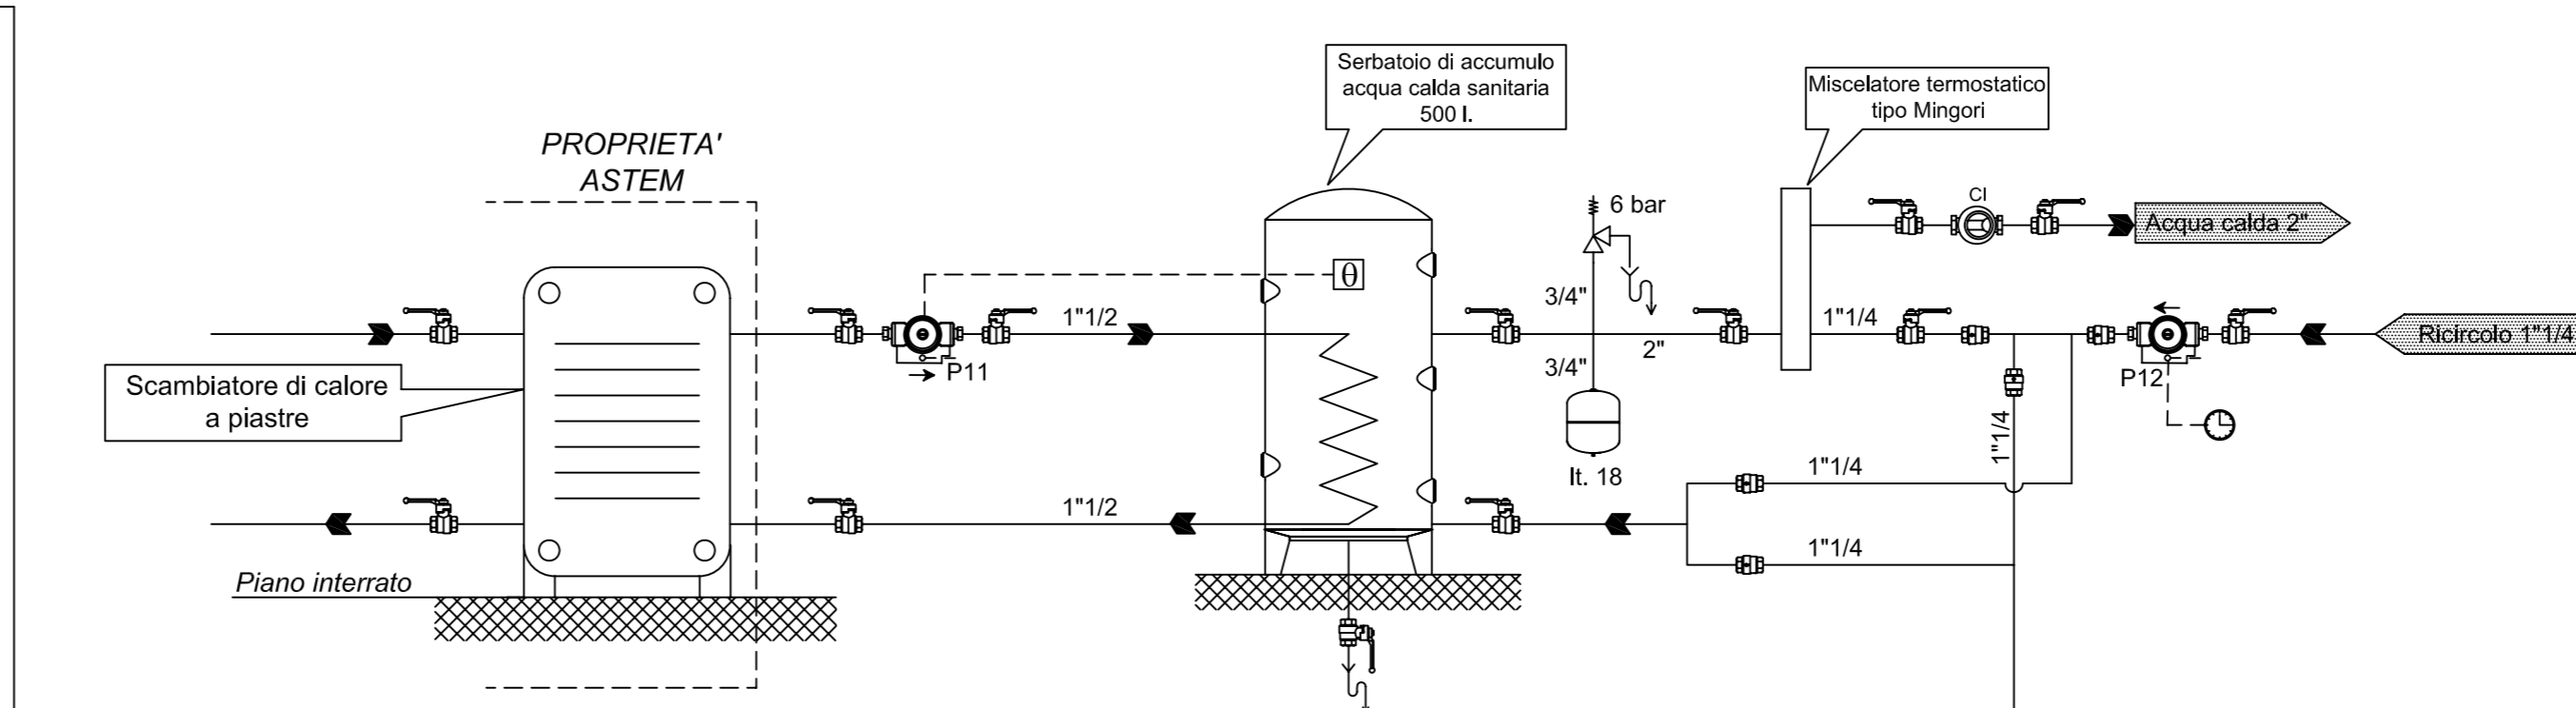 Serbatoio di accumulo
acqua calda sanitaria
500 l.
Miscelatore termostatico
tipo Mingori
PROPRIETA'
ASTEM
6 bar
CI
Acqua calda 2"
θ
3/4"
1"1/2
1"1/4
Ricircolo 1"1/4
2"
3/4"
P11
P12
Scambiatore di calore
a piastre
1"1/4
lt. 18
1"1/4
1"1/2
1"1/4
Piano interrato